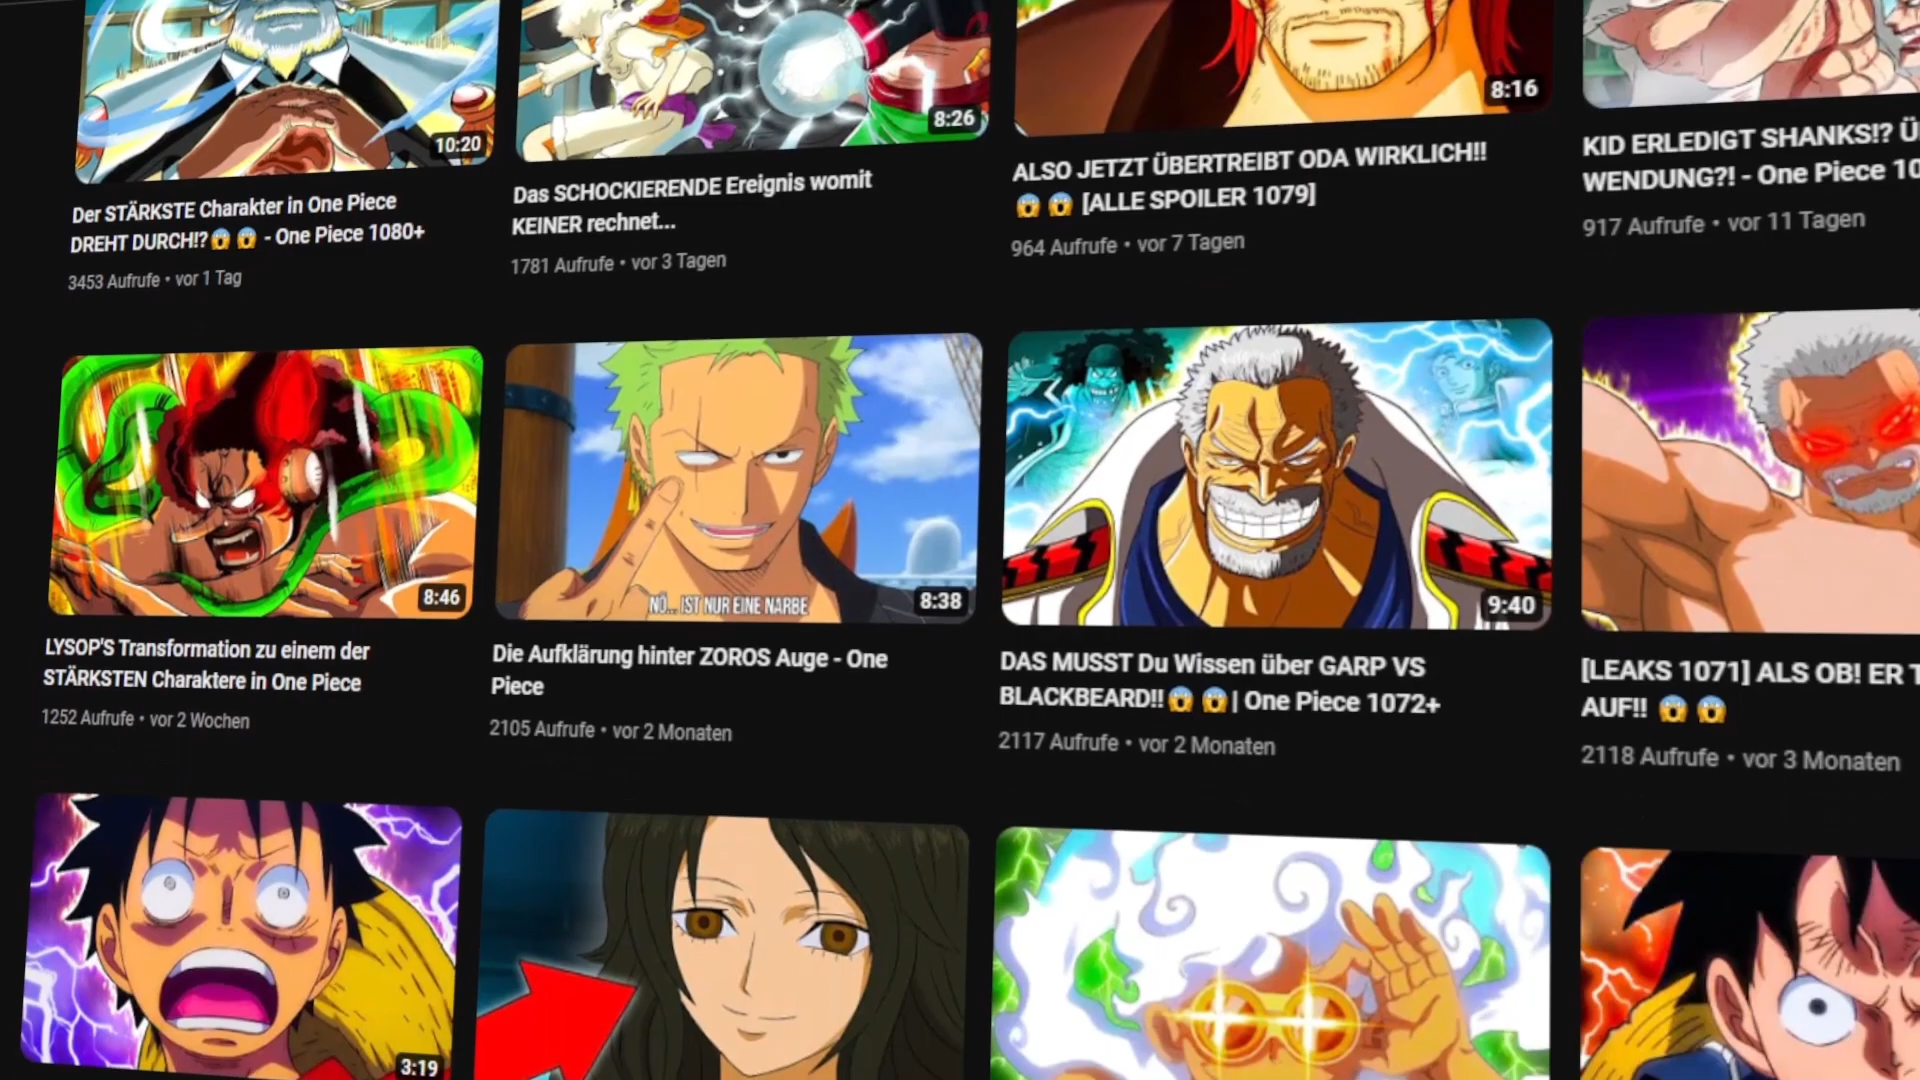 10:20
8:26
8:16
Der STÄRKSTE Charakter in One Piece
DREHT DURCH!?😱😱 - One Piece 1080+
3453 Aufrufe • vor 1 Tag
Das SCHOCKIERENDE Ereignis womit
KEINER rechnet...
1781 Aufrufe • vor 3 Tagen
ALSO JETZT ÜBERTREIBT ODA WIRKLICH!!
😱😱 [ALLE SPOILER 1079]
964 Aufrufe • vor 7 Tagen
KID ERLEDIGT SHANKS!? Ü
WENDUNG?! - One Piece 10
917 Aufrufe • vor 11 Tagen
8:46
NÖ... IST NUR EINE NARBE
8:38
9:40
LYSOP'S Transformation zu einem der
STÄRKSTEN Charaktere in One Piece
1252 Aufrufe • vor 2 Wochen
Die Aufklärung hinter ZOROS Auge - One
Piece
2105 Aufrufe • vor 2 Monaten
DAS MUSST Du Wissen über GARP VS
BLACKBEARD!!😱😱| One Piece 1072+
2117 Aufrufe • vor 2 Monaten
[LEAKS 1071] ALS OB! ER T
AUF!! 😱😱
2118 Aufrufe • vor 3 Monaten
3:19